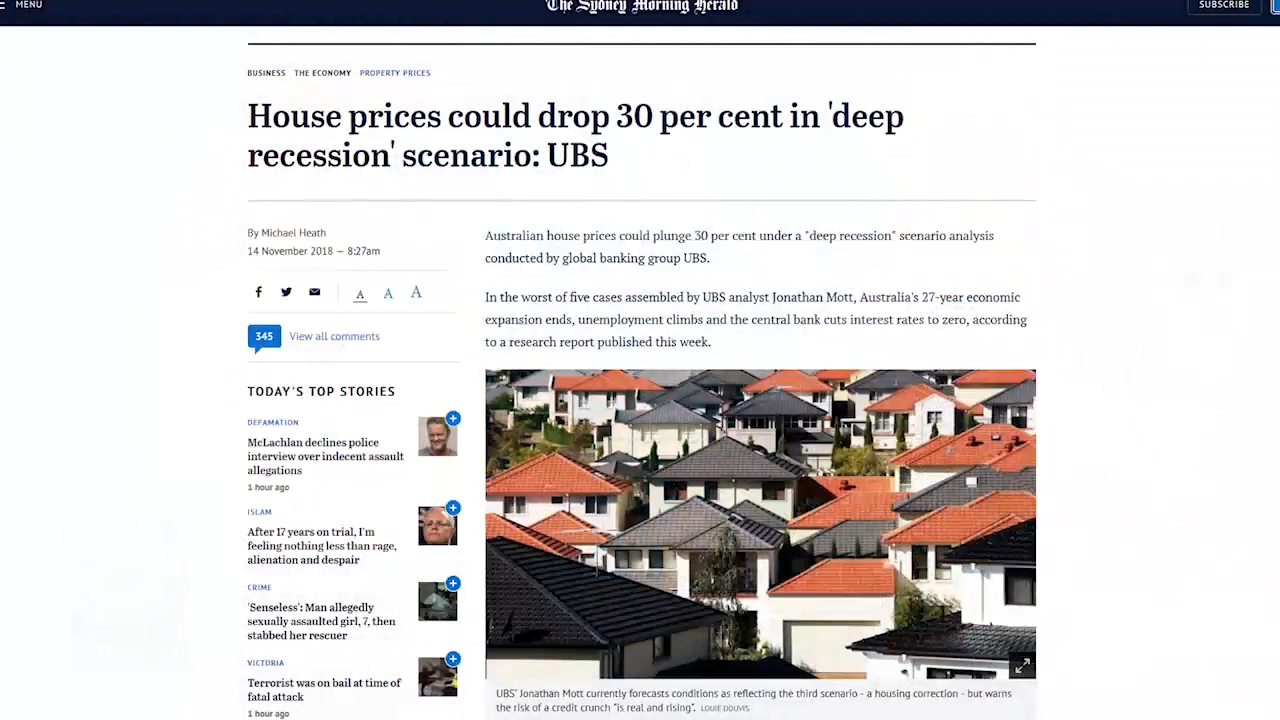 MENU
The Sydney Morning Herald
SUBSCRIBE
BUSINESS THE ECONOMY PROPERTY PRICES
House prices could drop 30 per cent in 'deep
recession' scenario: UBS
By Michael Heath
14 November 2018 — 8:27am
A A A
345 View all comments
TODAY'S TOP STORIES
DEFAMATION
McLachlan declines police
interview over indecent assault
allegations
1 hour ago
ISLAM
After 17 years on trial, I'm
feeling nothing less than rage,
alienation and despair
CRIME
'Senseless': Man allegedly
sexually assaulted girl, 7, then
stabbed her rescuer
VICTORIA
Terrorist was on bail at time of
fatal attack
1 hour ago
Australian house prices could plunge 30 per cent under a "deep recession" scenario analysis
conducted by global banking group UBS.
In the worst of five cases assembled by UBS analyst Jonathan Mott, Australia's 27-year economic
expansion ends, unemployment climbs and the central bank cuts interest rates to zero, according
to a research report published this week.
UBS' Jonathan Mott currently forecasts conditions as reflecting the third scenario - a housing correction - but warns
the risk of a credit crunch "is real and rising". LOUIE DOUVIS